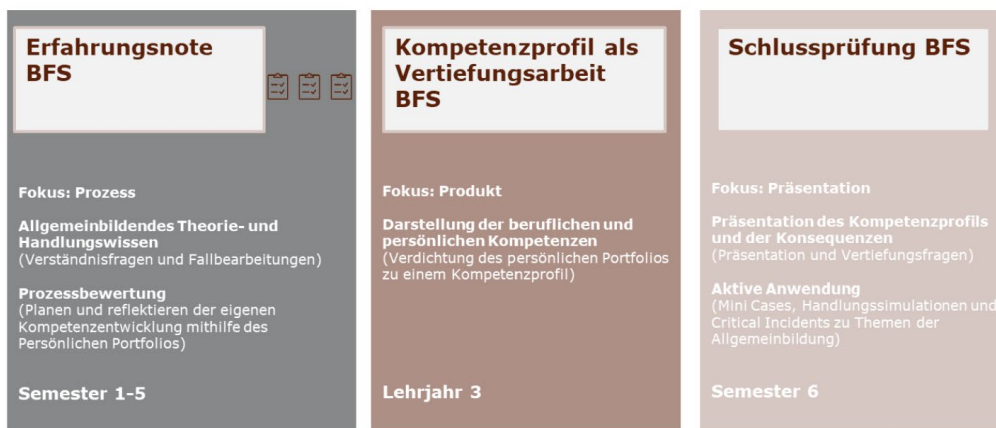 Erfahrungsnote
BFS
Fokus: Prozess
Allgemeinbildendes Theorie- und
Handlungswissen
(Verständnisfragen und Fallbearbeitungen)
Prozessbewertung
(Planen und reflektieren der eigenen
Kompetenzentwicklung mithilfe des
Persönlichen Portfolios)
Semester 1-5
Kompetenzprofil als
Vertiefungsarbeit
BFS
Fokus: Produkt
Darstellung der beruflichen und
persönlichen Kompetenzen
(Verdichtung des persönlichen Portfolios
zu einem Kompetenzprofil)
Lehrjahr 3
Schlussprüfung BFS
Fokus: Präsentation
Präsentation des Kompetenzprofils
und der Konsequenzen
(Präsentation und Vertiefungsfragen)
Aktive Anwendung
(Mini Cases, Handlungssimulationen und
Critical Incidents zu Themen der
Allgemeinbildung)
Semester 6